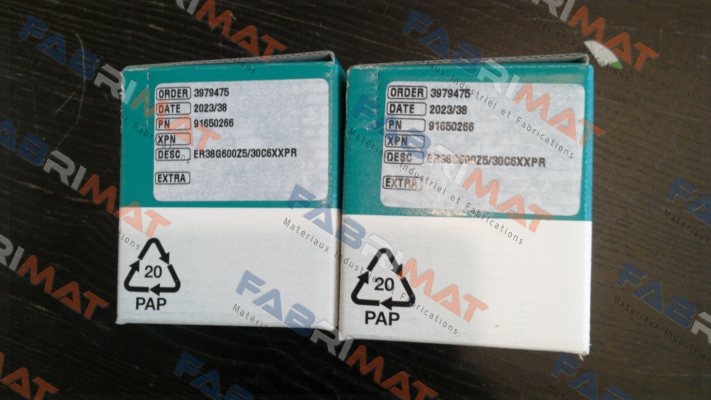 ORDER 3979475
DATE 2023/38
PN 91650266
XPN
DESC ER38G600Z5/30C6XXPR
EXTRA
20
PAP
ORDER 3979475
DATE 2023/38
PN 91650266
XPN
DESC ER38G600Z5/30C6XXPR
EXTRA
20
PAP
FABRIMAT
Matériaux Industriel et Fabrications